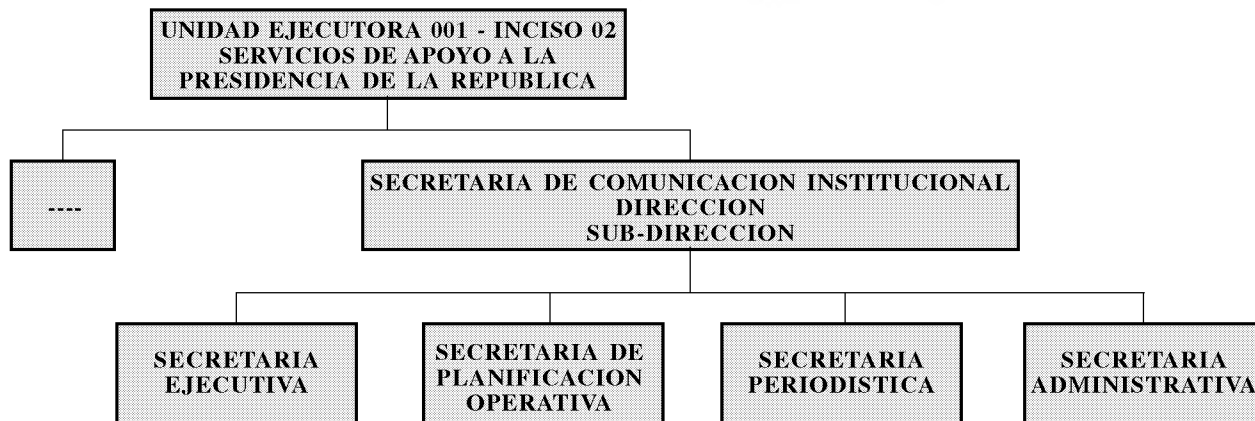 UNIDAD EJECUTORA 001 - INCISO 02
SERVICIOS DE APOYO A LA
PRESIDENCIA DE LA REPUBLICA
----
SECRETARIA DE COMUNICACION INSTITUCIONAL
DIRECCION
SUB-DIRECCION
SECRETARIA
EJECUTIVA
SECRETARIA DE
PLANIFICACION
OPERATIVA
SECRETARIA
PERIODISTICA
SECRETARIA
ADMINISTRATIVA